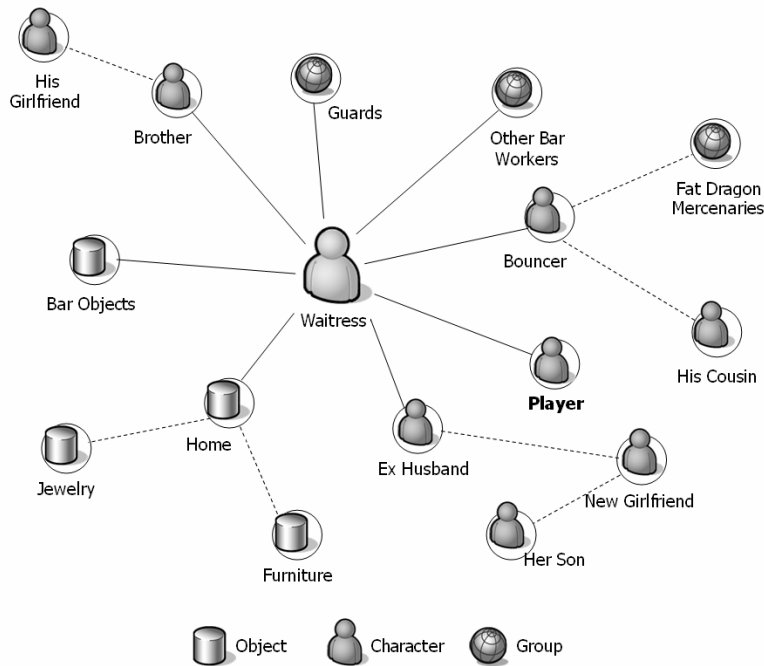 His
Girlfriend
Brother
Guards
Other Bar
Workers
Fat Dragon
Mercenaries
Bouncer
Bar Objects
Waitress
His Cousin
Player
Home
Ex Husband
Jewelry
New Girlfriend
Her Son
Furniture
Object
Character
Group